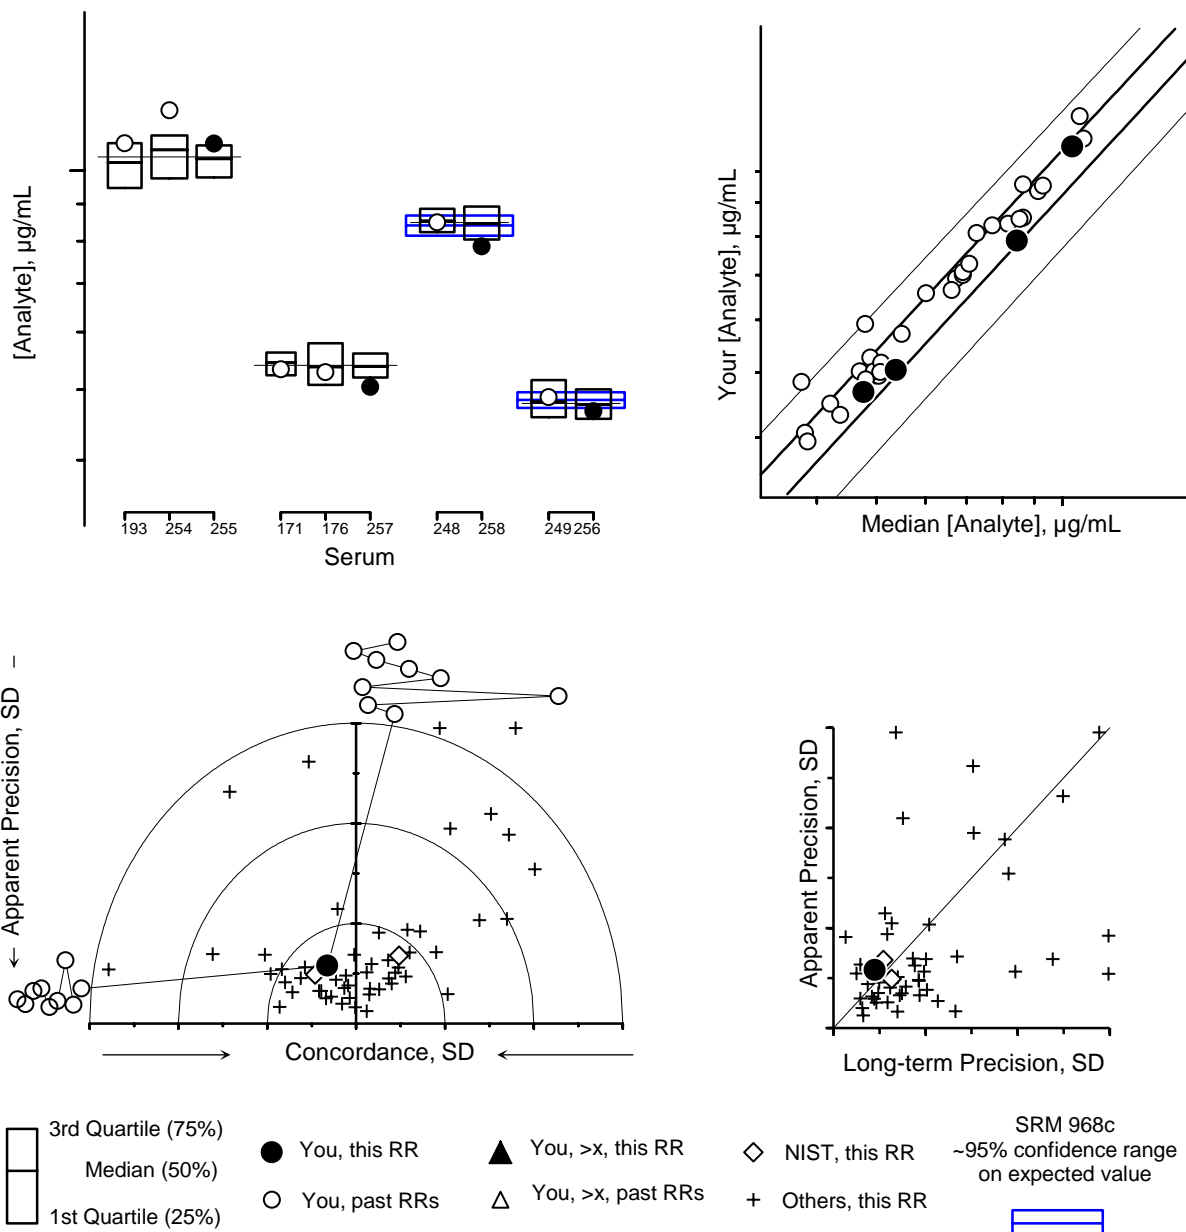 [Analyte], µg/mL
193 254 255 171 176 257 248 258 249 256
Serum
Your [Analyte], µg/mL
Median [Analyte], µg/mL
← Apparent Precision, SD –
Concordance, SD
Apparent Precision, SD
Long-term Precision, SD
3rd Quartile (75%)
Median (50%)
1st Quartile (25%)
You, this RR
You, past RRs
You, >x, this RR
You, >x, past RRs
NIST, this RR
Others, this RR
SRM 968c
~95% confidence range
on expected value